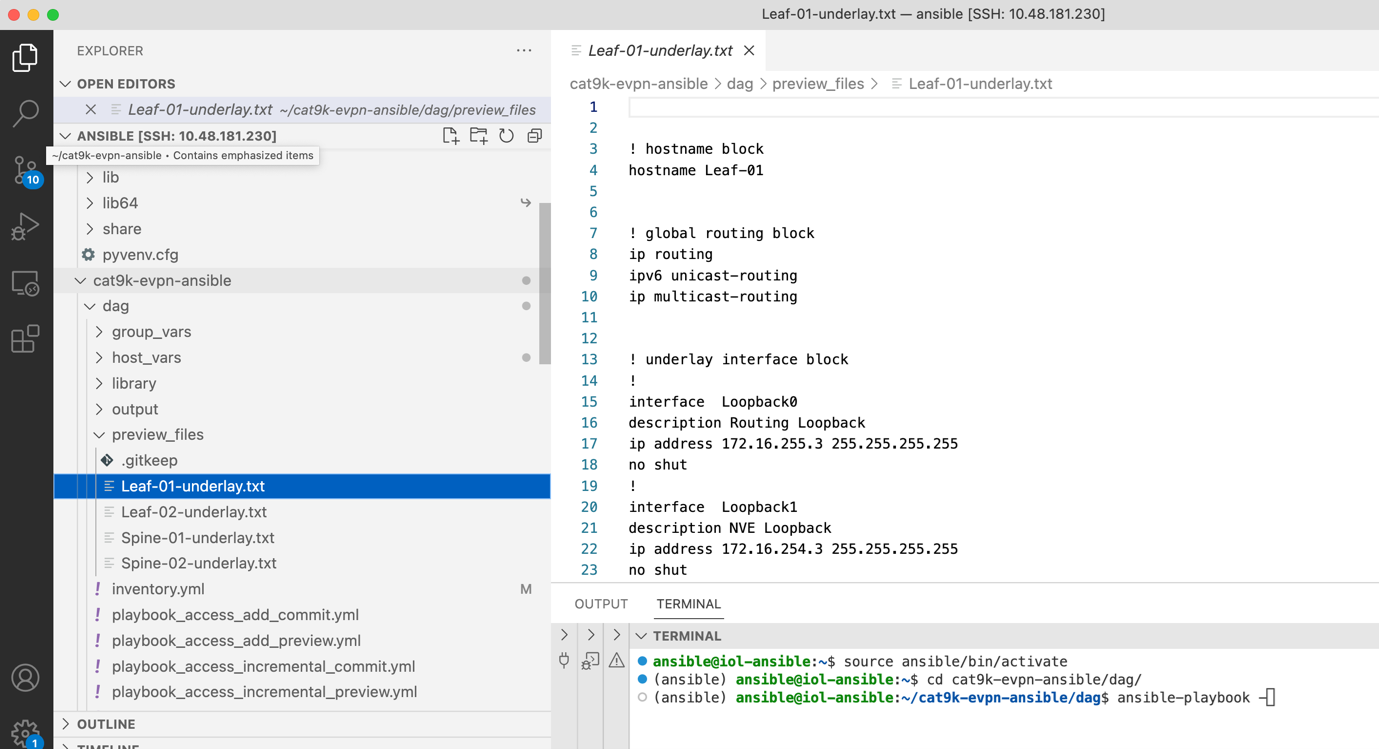 Leaf-01-underlay.txt — ansible [SSH: 10.48.181.230]
EXPLORER
OPEN EDITORS
Leaf-01-underlay.txt ~/cat9k-evpn-ansible/dag/preview_files
ANSIBLE [SSH: 10.48.181.230]
~/cat9k-evpn-ansible • Contains emphasized items
10
lib
lib64
share
pyvenv.cfg
cat9k-evpn-ansible
dag
group_vars
host_vars
library
output
preview_files
.gitkeep
Leaf-01-underlay.txt
Leaf-02-underlay.txt
Spine-01-underlay.txt
Spine-02-underlay.txt
! inventory.yml M
! playbook_access_add_commit.yml
! playbook_access_add_preview.yml
! playbook_access_incremental_commit.yml
! playbook_access_incremental_preview.yml
OUTLINE
TIMELINE
1
Leaf-01-underlay.txt
cat9k-evpn-ansible > dag > preview_files > Leaf-01-underlay.txt
1
2
3 ! hostname block
4 hostname Leaf-01
5
6
7 ! global routing block
8 ip routing
9 ipv6 unicast-routing
10 ip multicast-routing
11
12
13 ! underlay interface block
14 !
15 interface  Loopback0
16 description Routing Loopback
17 ip address 172.16.255.3 255.255.255.255
18 no shut
19 !
20 interface  Loopback1
21 description NVE Loopback
22 ip address 172.16.254.3 255.255.255.255
23 no shut
OUTPUT TERMINAL
TERMINAL
ansible@iol-ansible:~$ source ansible/bin/activate
(ansible) ansible@iol-ansible:~$ cd cat9k-evpn-ansible/dag/
(ansible) ansible@iol-ansible:~/cat9k-evpn-ansible/dag$ ansible-playbook -